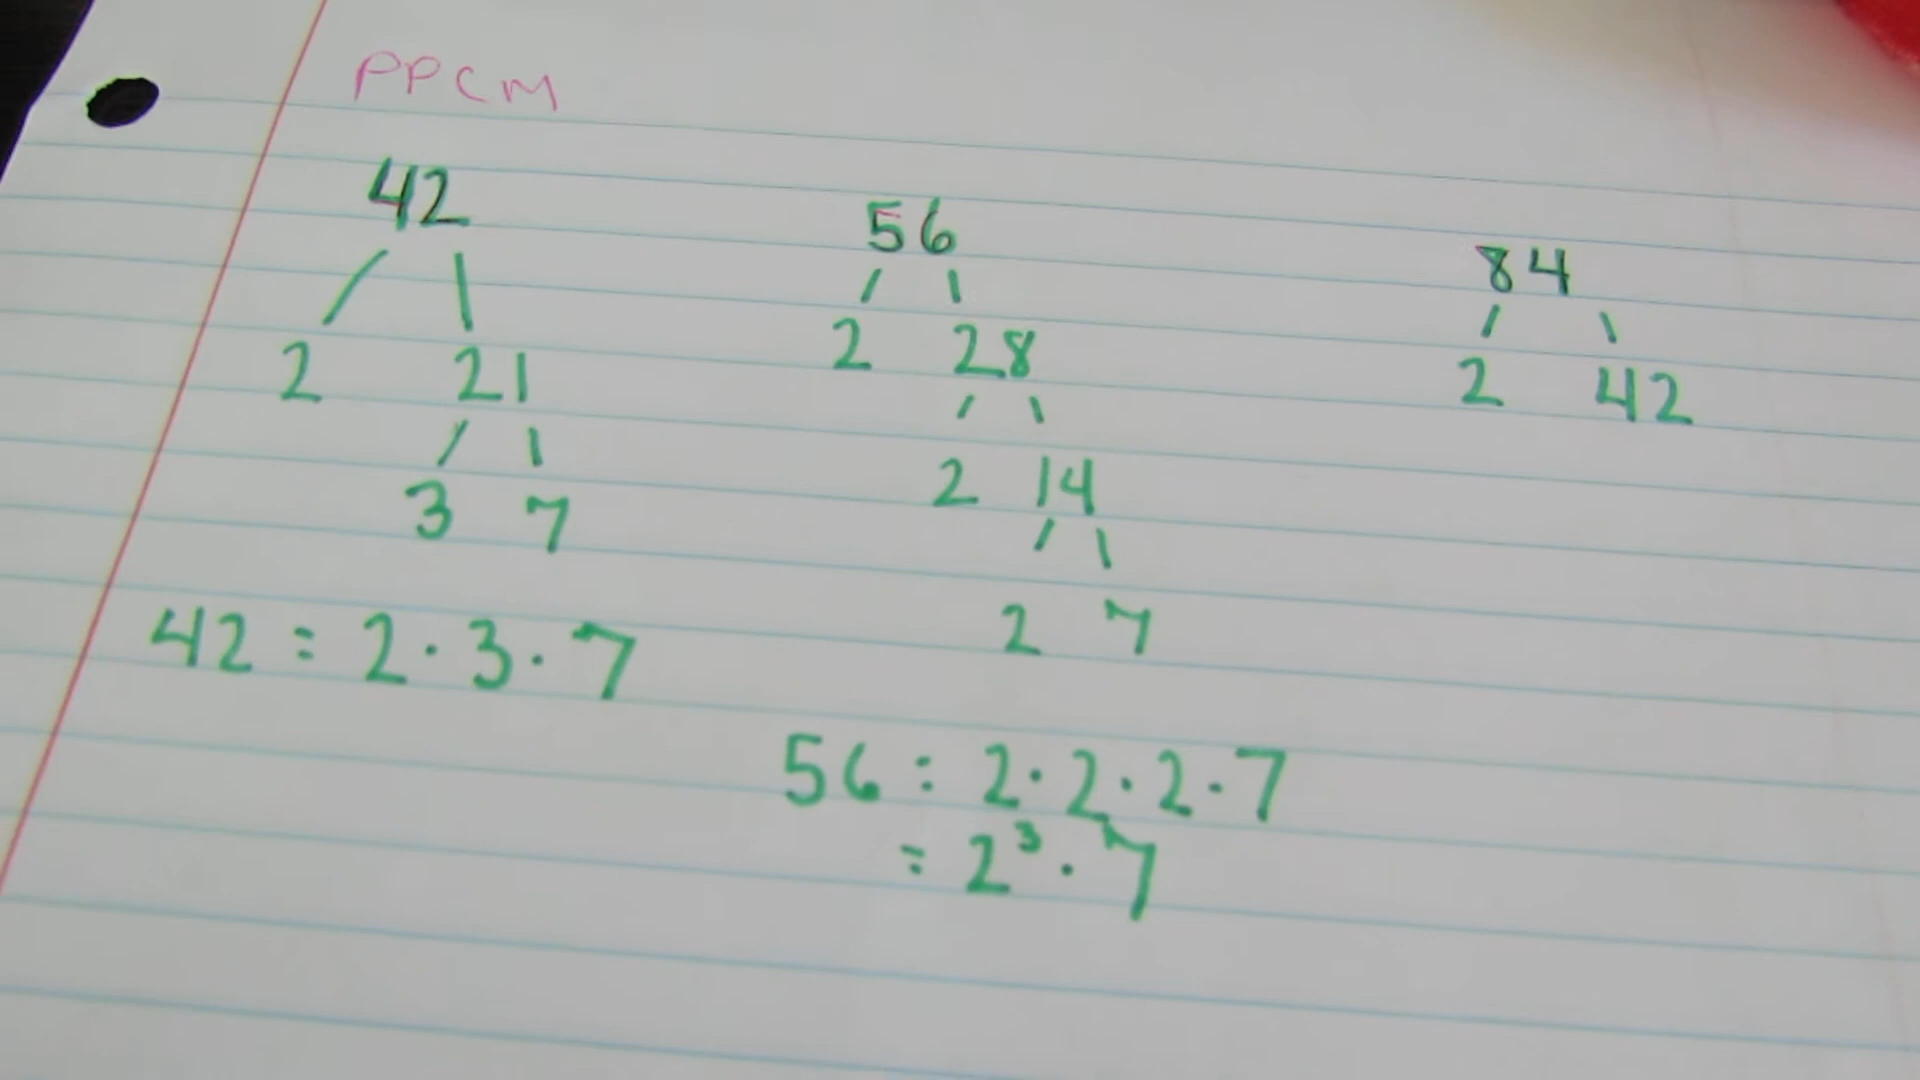 PPCM
42 56 84
2 21 2 28 2 42
3 7 2 14
2 7
42 = 2 · 3 · 7
56 = 2 · 2 · 2 · 7
= 2³ · 7